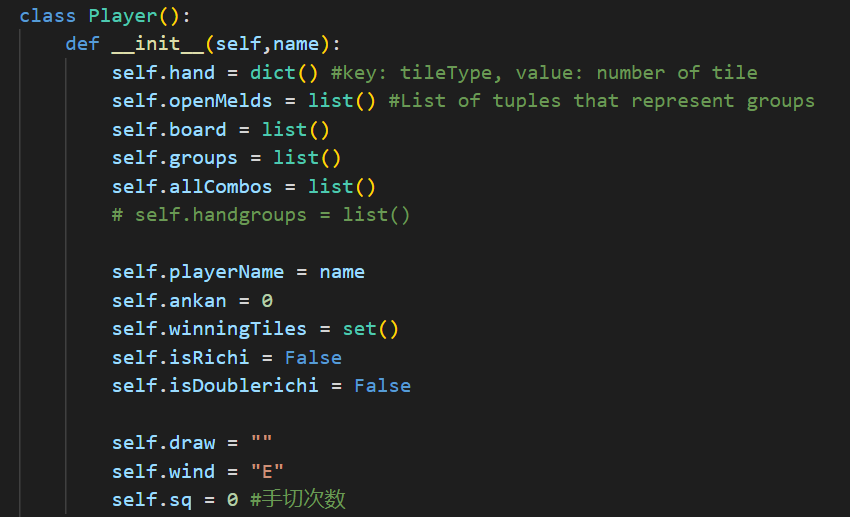 class Player():
def __init__(self,name):
self.hand = dict() #key: tileType, value: number of tile
self.openMelds = list() #List of tuples that represent groups
self.board = list()
self.groups = list()
self.allCombos = list()
# self.handgroups = list()
self.playerName = name
self.ankan = 0
self.winningTiles = set()
self.isRichi = False
self.isDoublerichi = False
self.draw = ""
self.wind = "E"
self.sq = 0 #手切次数